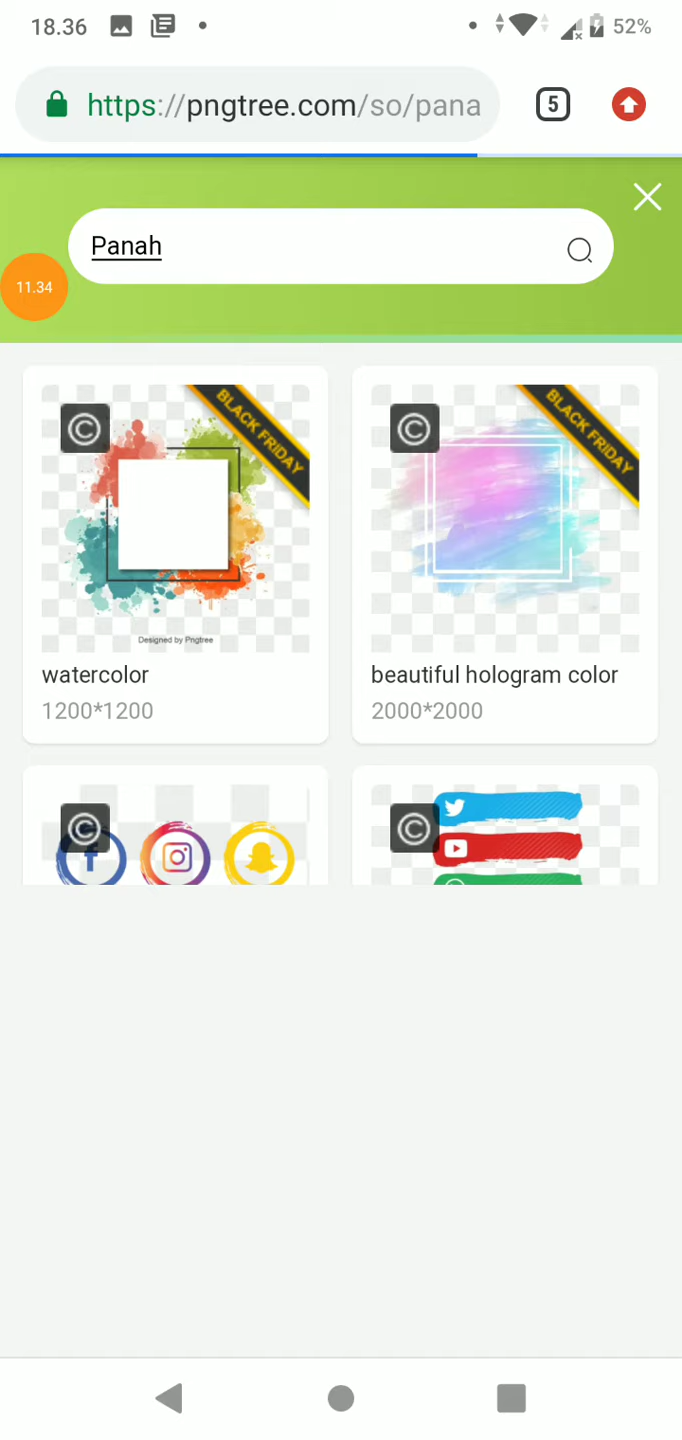 18.36
52%
https://pngtree.com/so/pana
5
Panah
11.34
BLACK FRIDAY
BLACK FRIDAY
©
©
Designed by Pngtree
watercolor
beautiful hologram color
1200*1200
2000*2000
©
©